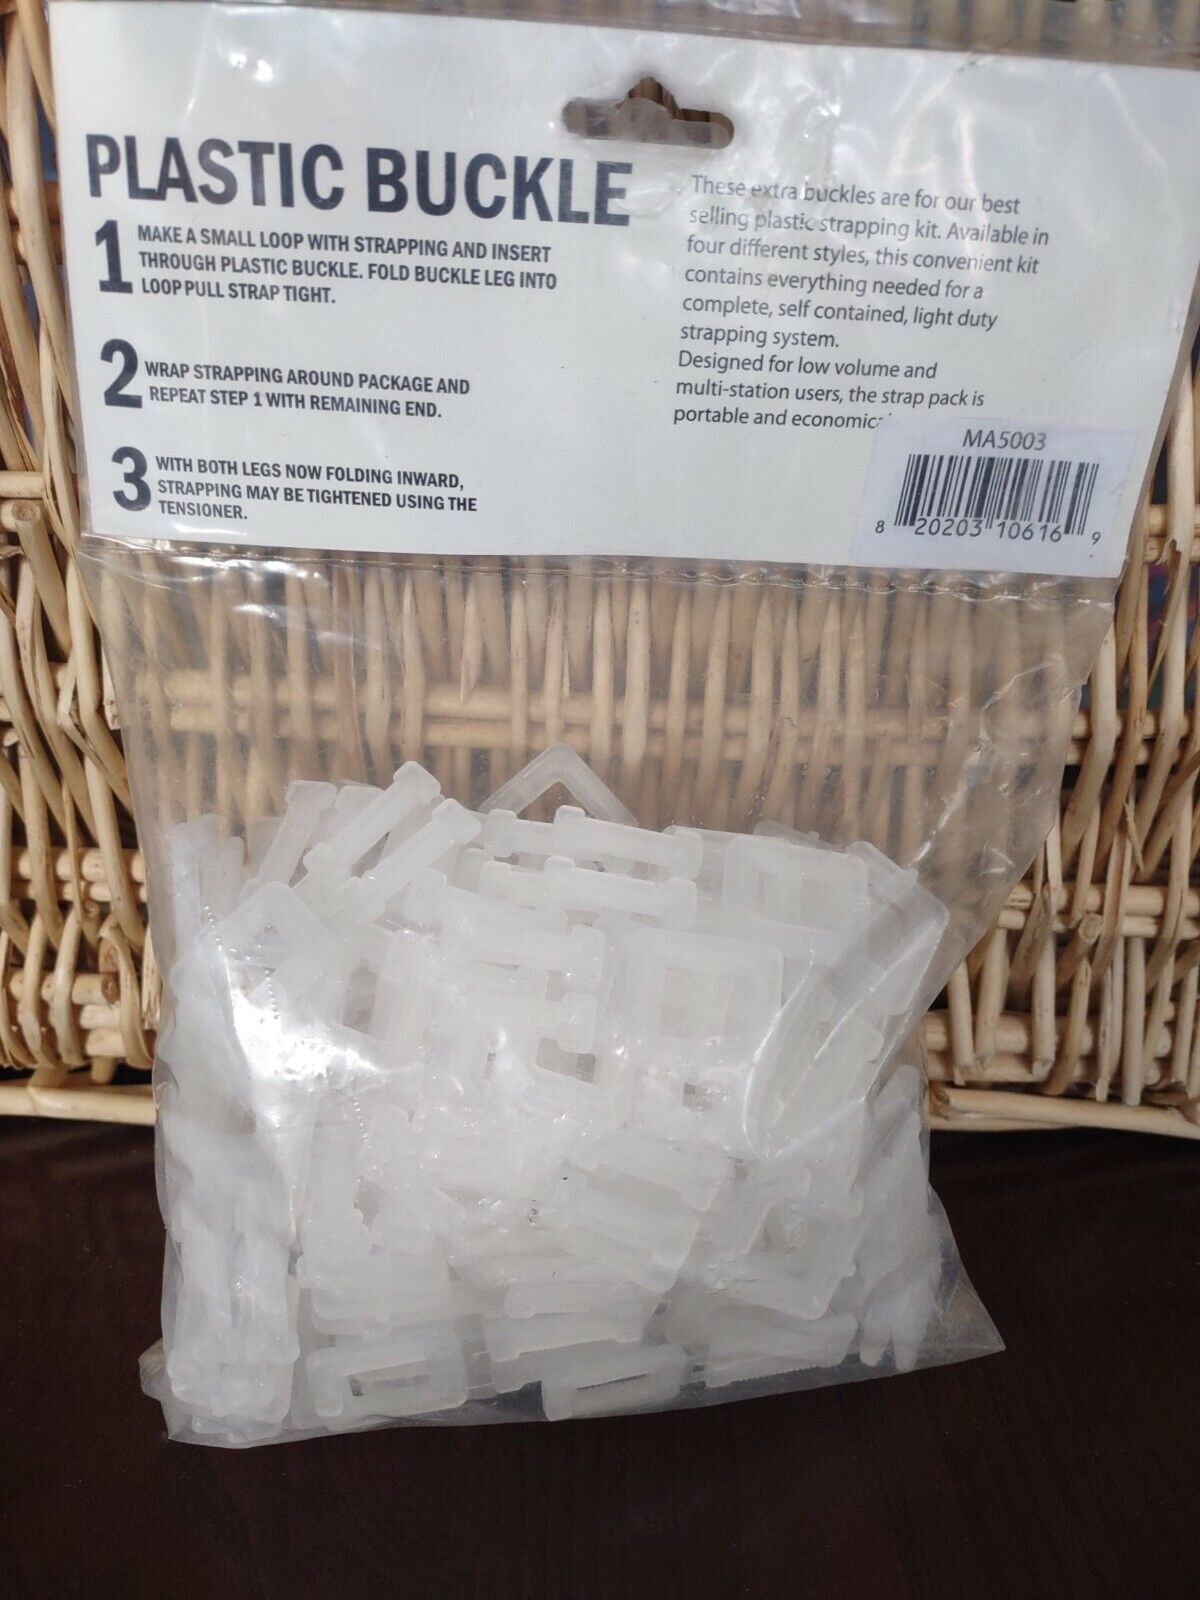 PLASTIC BUCKLE
1 MAKE A SMALL LOOP WITH STRAPPING AND INSERT
THROUGH PLASTIC BUCKLE. FOLD BUCKLE LEG INTO
LOOP PULL STRAP TIGHT.
2 WRAP STRAPPING AROUND PACKAGE AND
REPEAT STEP 1 WITH REMAINING END.
3 WITH BOTH LEGS NOW FOLDING INWARD,
STRAPPING MAY BE TIGHTENED USING THE
TENSIONER.
These extra buckles are for our best
selling plastic strapping kit. Available in
four different styles, this convenient kit
contains everything needed for a
complete, self contained, light duty
strapping system.
Designed for low volume and
multi-station users, the strap pack is
portable and
MA5003
8 20203 10616 9